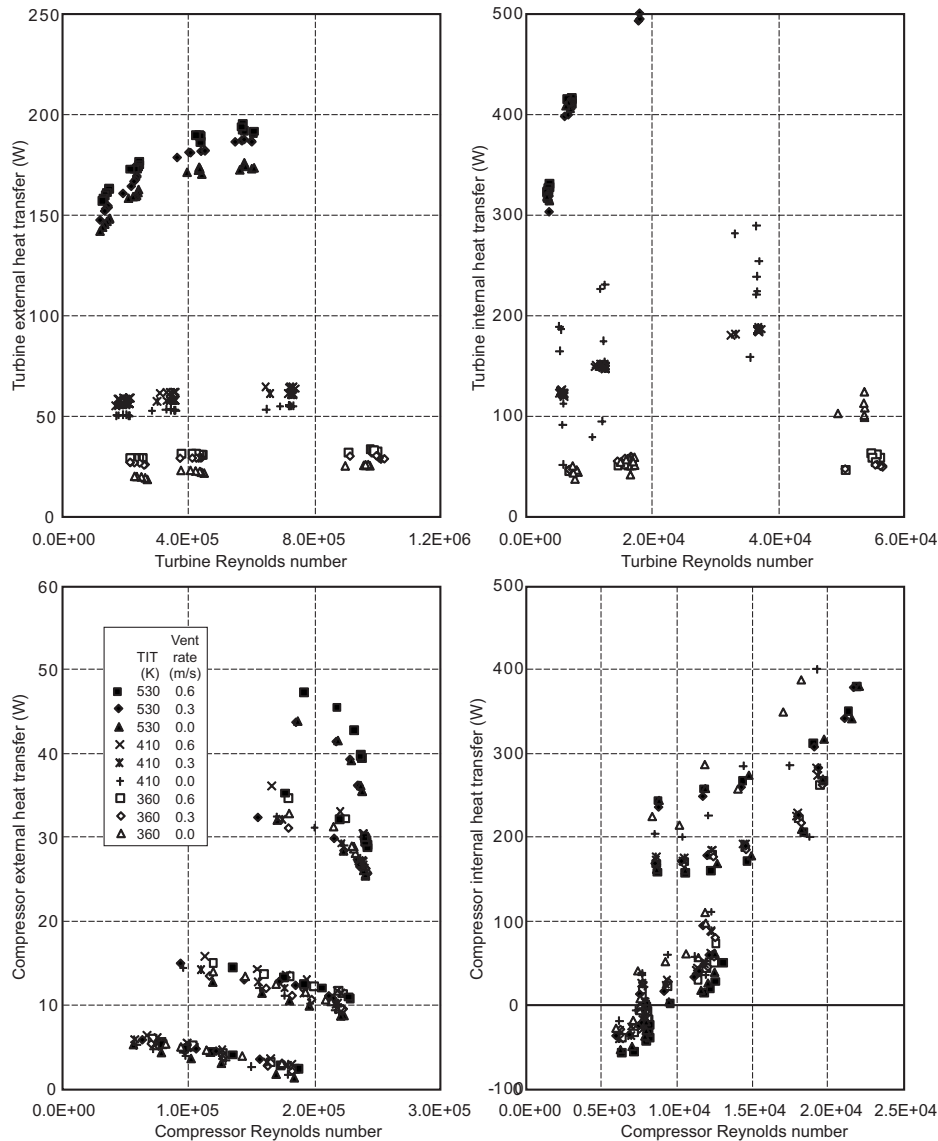 250
200
150
100
50
0
Turbine external heat transfer (W)
0.0E+00 4.0E+05 8.0E+05 1.2E+06
Turbine Reynolds number
500
400
300
200
100
0
Turbine internal heat transfer (W)
0.0E+00 2.0E+04 4.0E+04 6.0E+04
Turbine Reynolds number
60
50
40
30
20
10
0
Compressor external heat transfer (W)
Vent
TIT rate
(K) (m/s)
530 0.6
530 0.3
530 0.0
410 0.6
410 0.3
410 0.0
360 0.6
360 0.3
360 0.0
0.0E+00 1.0E+05 2.0E+05 3.0E+05
Compressor Reynolds number
500
400
300
200
100
0
-100
0
Compressor internal heat transfer (W)
0.0E+00 5.0E+03 1.0E+04 1.5E+04 2.0E+04 2.5E+04
Compressor Reynolds number